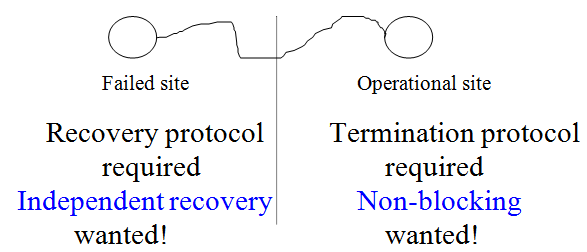 Failed site
Operational site
Recovery protocol
required
Independent recovery
wanted!
Termination protocol
required
Non-blocking
wanted!